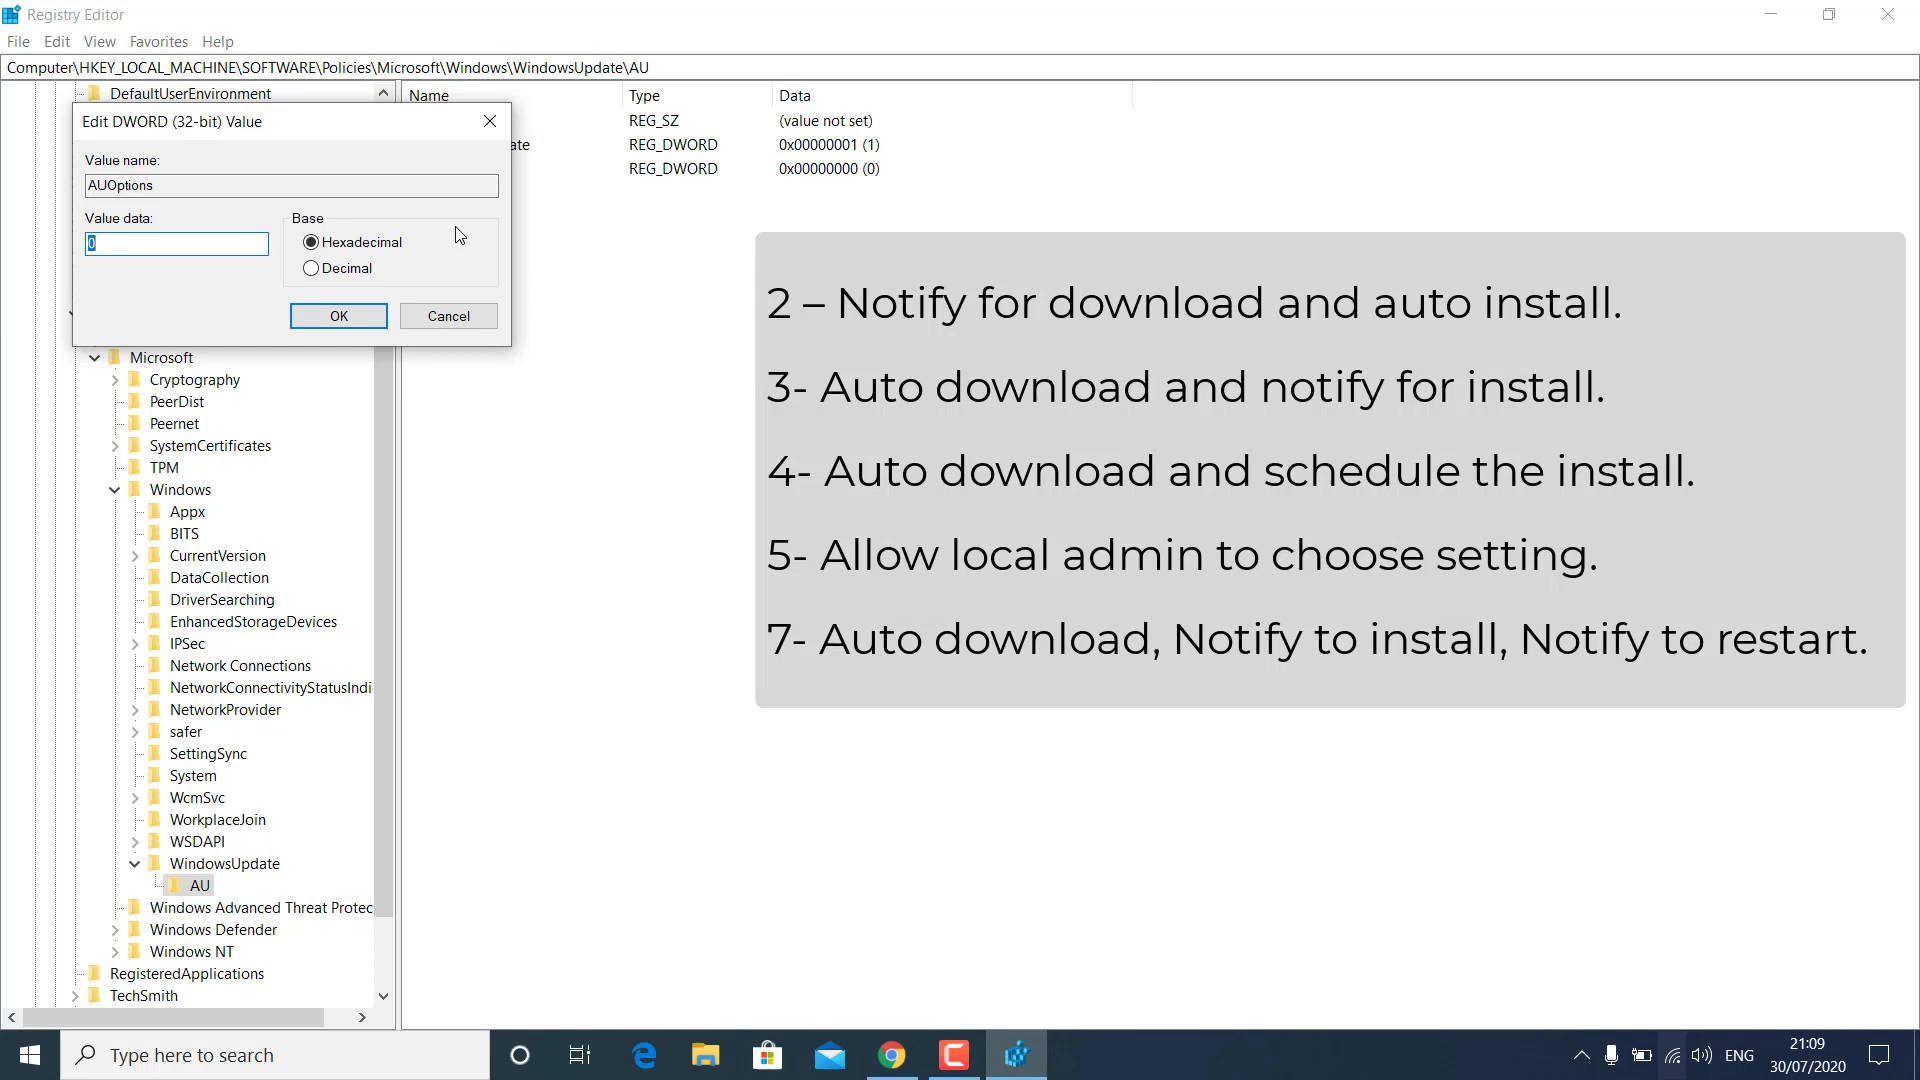 Registry Editor
File Edit View Favorites Help
Computer\HKEY_LOCAL_MACHINE\SOFTWARE\Policies\Microsoft\Windows\WindowsUpdate\AU
DefaultUserEnvironment
Name Type Data
REG_SZ (value not set)
ate REG_DWORD 0x00000001 (1)
REG_DWORD 0x00000000 (0)
Edit DWORD (32-bit) Value
Value name:
AUOptions
Value data:
0
Base
Hexadecimal
Decimal
OK Cancel
Microsoft
Cryptography
PeerDist
Peernet
SystemCertificates
TPM
Windows
Appx
BITS
CurrentVersion
DataCollection
DriverSearching
EnhancedStorageDevices
IPSec
Network Connections
NetworkConnectivityStatusIndi
NetworkProvider
safer
SettingSync
System
WcmSvc
WorkplaceJoin
WSDAPI
WindowsUpdate
AU
Windows Advanced Threat Protec
Windows Defender
Windows NT
RegisteredApplications
TechSmith
2 – Notify for download and auto install.
3- Auto download and notify for install.
4- Auto download and schedule the install.
5- Allow local admin to choose setting.
7- Auto download, Notify to install, Notify to restart.
Type here to search
ENG
21:09
30/07/2020